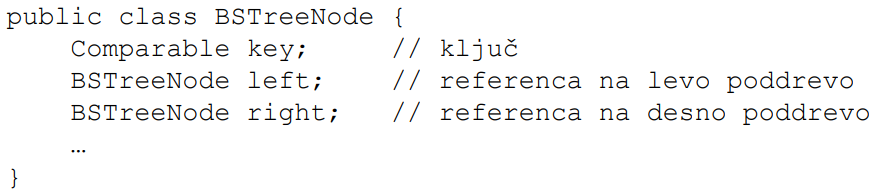 public class BSTreeNode {
    Comparable key;     // ključ
    BSTreeNode left;    // referenca na levo poddrevo
    BSTreeNode right;   // referenca na desno poddrevo
    …
}